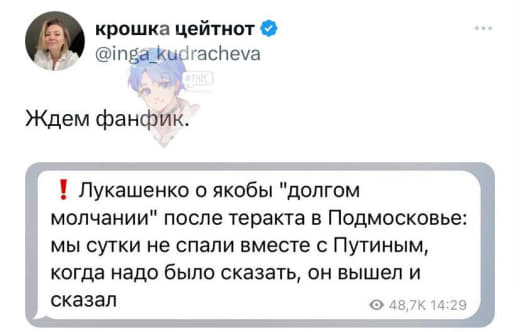 крошка цейтнот
@inga_kudracheva
#ТНЕС
Ждем фанфик.
❗ Лукашенко о якобы "долгом
молчании" после теракта в Подмосковье:
мы сутки не спали вместе с Путиным,
когда надо было сказать, он вышел и
сказал
48,7K 14:29